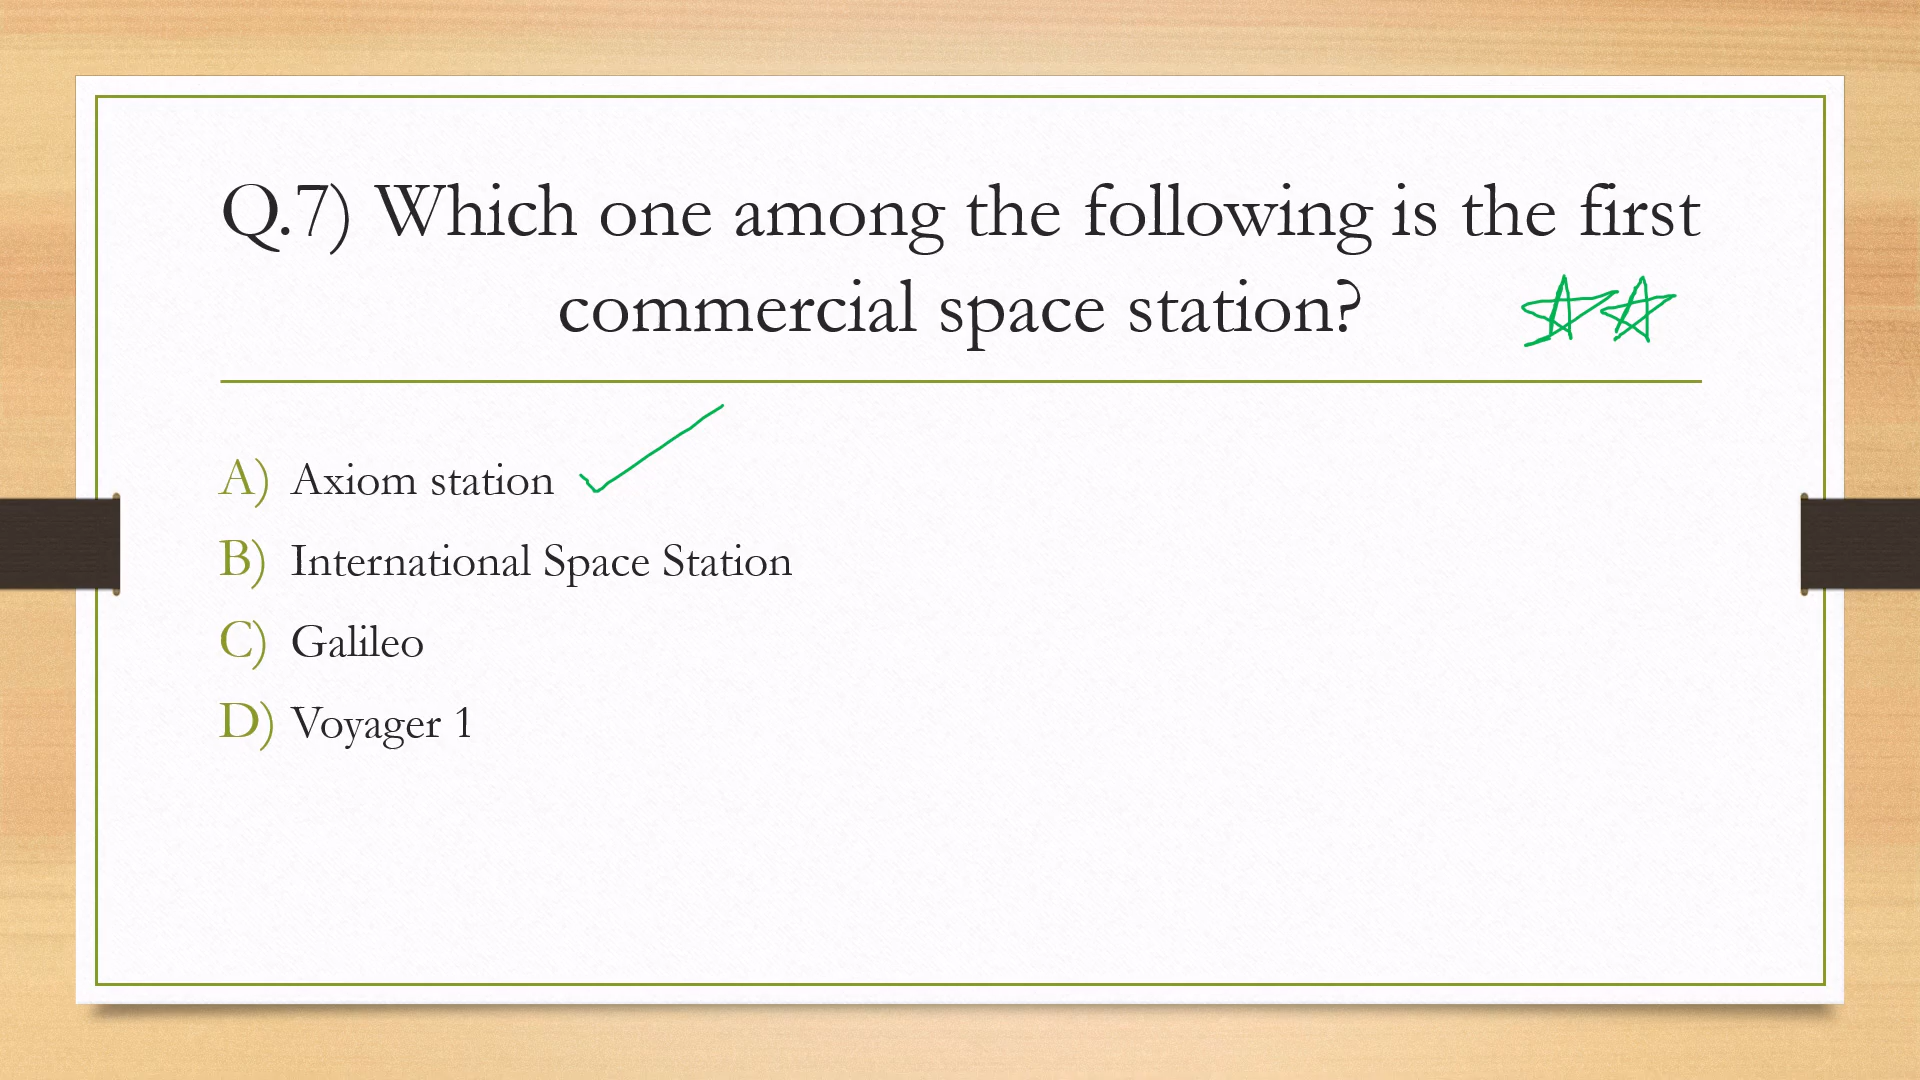 Q.7) Which one among the following is the first
commercial space station?
A) Axiom station
B) International Space Station
C) Galileo
D) Voyager 1